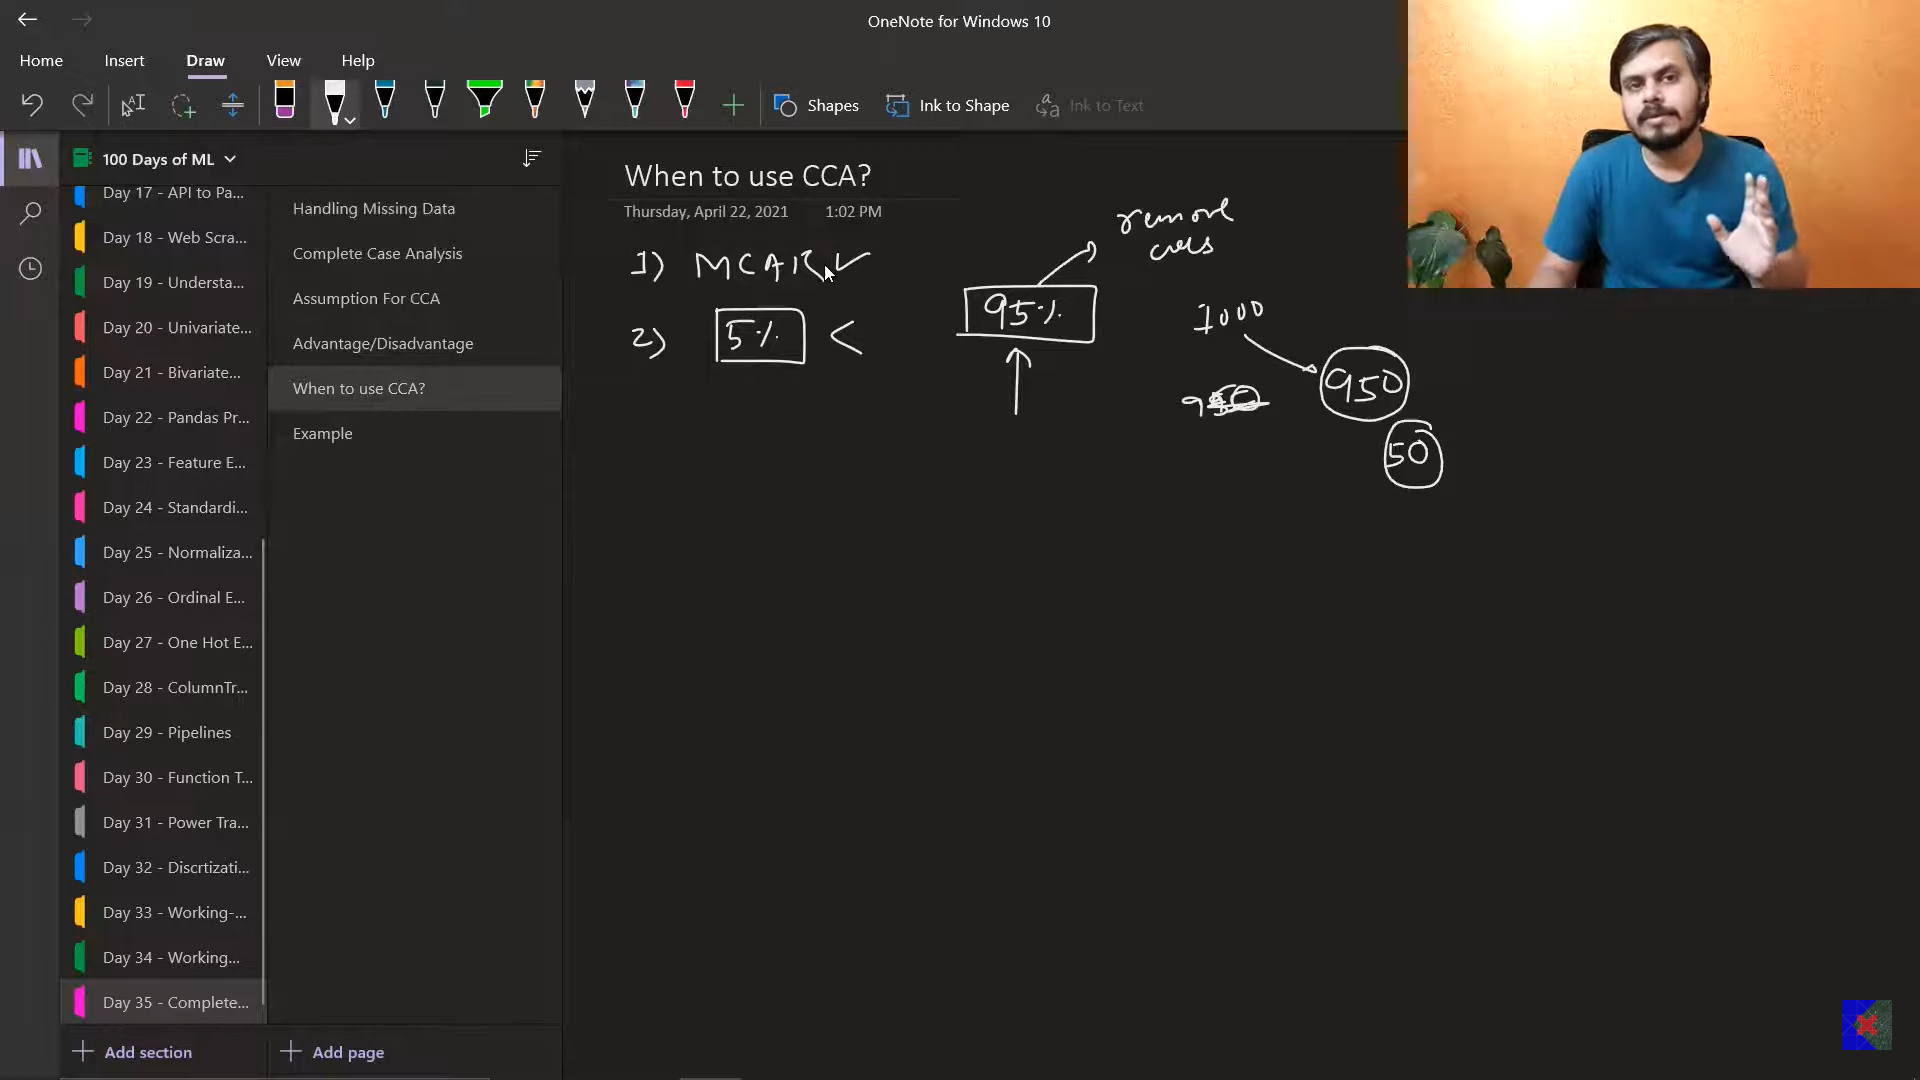 OneNote for Windows 10
Home Insert Draw View Help
Shapes Ink to Shape Ink to Text
100 Days of ML
Day 17 - API to Pa...
Day 18 - Web Scra...
Day 19 - Understa...
Day 20 - Univariate...
Day 21 - Bivariate...
Day 22 - Pandas Pr...
Day 23 - Feature E...
Day 24 - Standardi...
Day 25 - Normaliza...
Day 26 - Ordinal E...
Day 27 - One Hot E...
Day 28 - ColumnTr...
Day 29 - Pipelines
Day 30 - Function T...
Day 31 - Power Tra...
Day 32 - Discrtizati...
Day 33 - Working-...
Day 34 - Working...
Day 35 - Complete...
Add section
Handling Missing Data
Complete Case Analysis
Assumption For CCA
Advantage/Disadvantage
When to use CCA?
Example
Add page
When to use CCA?
Thursday, April 22, 2021 1:02 PM
1) MCAR ✓
2) 5% <
95%
remove
1000
950
50